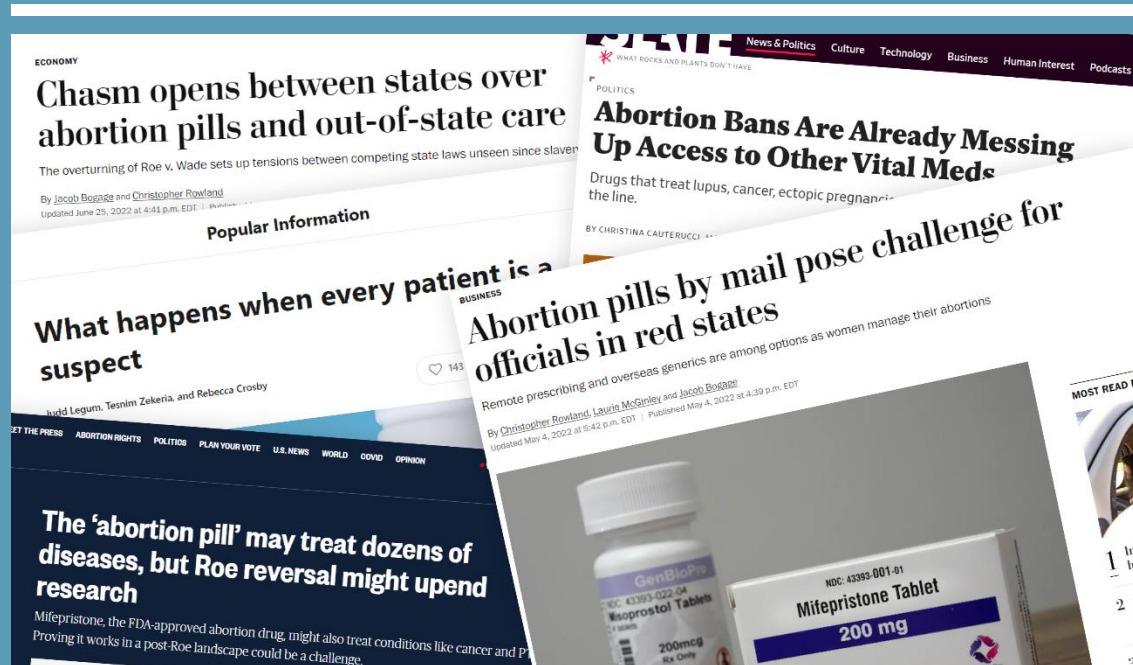 ECONOMY
Chasm opens between states over
abortion pills and out-of-state care
The overturning of Roe v. Wade sets up tensions between competing state laws unseen since
By Jacob Bogage and Christopher Rowland
Updated June 25, 2022 at 4:41 p.m. EDT
News & Politics Culture Technology Business Human Interest Podcasts
WHAT ROCKS AND PLANTS DON'T HAVE
POLITICS
Abortion Bans Are Already Messing
Up Access to Other Vital Meds
Drugs that treat lupus, cancer, ectopic
the line.
BY CHRISTINA CAUTERUCCI
Popular Information
What happens when every patient is a
suspect
143
Judd Legum, Tesnim Zekeria, and Rebecca Crosby
BUSINESS
Abortion pills by mail pose challenge for
officials in red states
Remote prescribing and overseas generics are among options as women manage their abortions
By Christopher Rowland, Laurie McGinley and Jacob Bogage
Updated May 4, 2022 at 5:42 p.m. EDT | Published May 4, 2022 at 4:39 p.m. EDT
MOST READ
1
2
THE PRESS ABORTION RIGHTS POLITICS PLAN YOUR VOTE U.S. NEWS WORLD COVID OPINION
The ‘abortion pill’ may treat dozens of
diseases, but Roe reversal might upend
research
Mifepristone, the FDA-approved abortion drug, might also treat conditions like cancer and
Proving it works in a post-Roe landscape could be a challenge.
GenBioPro
NDC: 43393-022-04
Misoprostol Tablets
200mcg
Rx Only
NDC: 43393-001-01
Mifepristone Tablet
200 mg